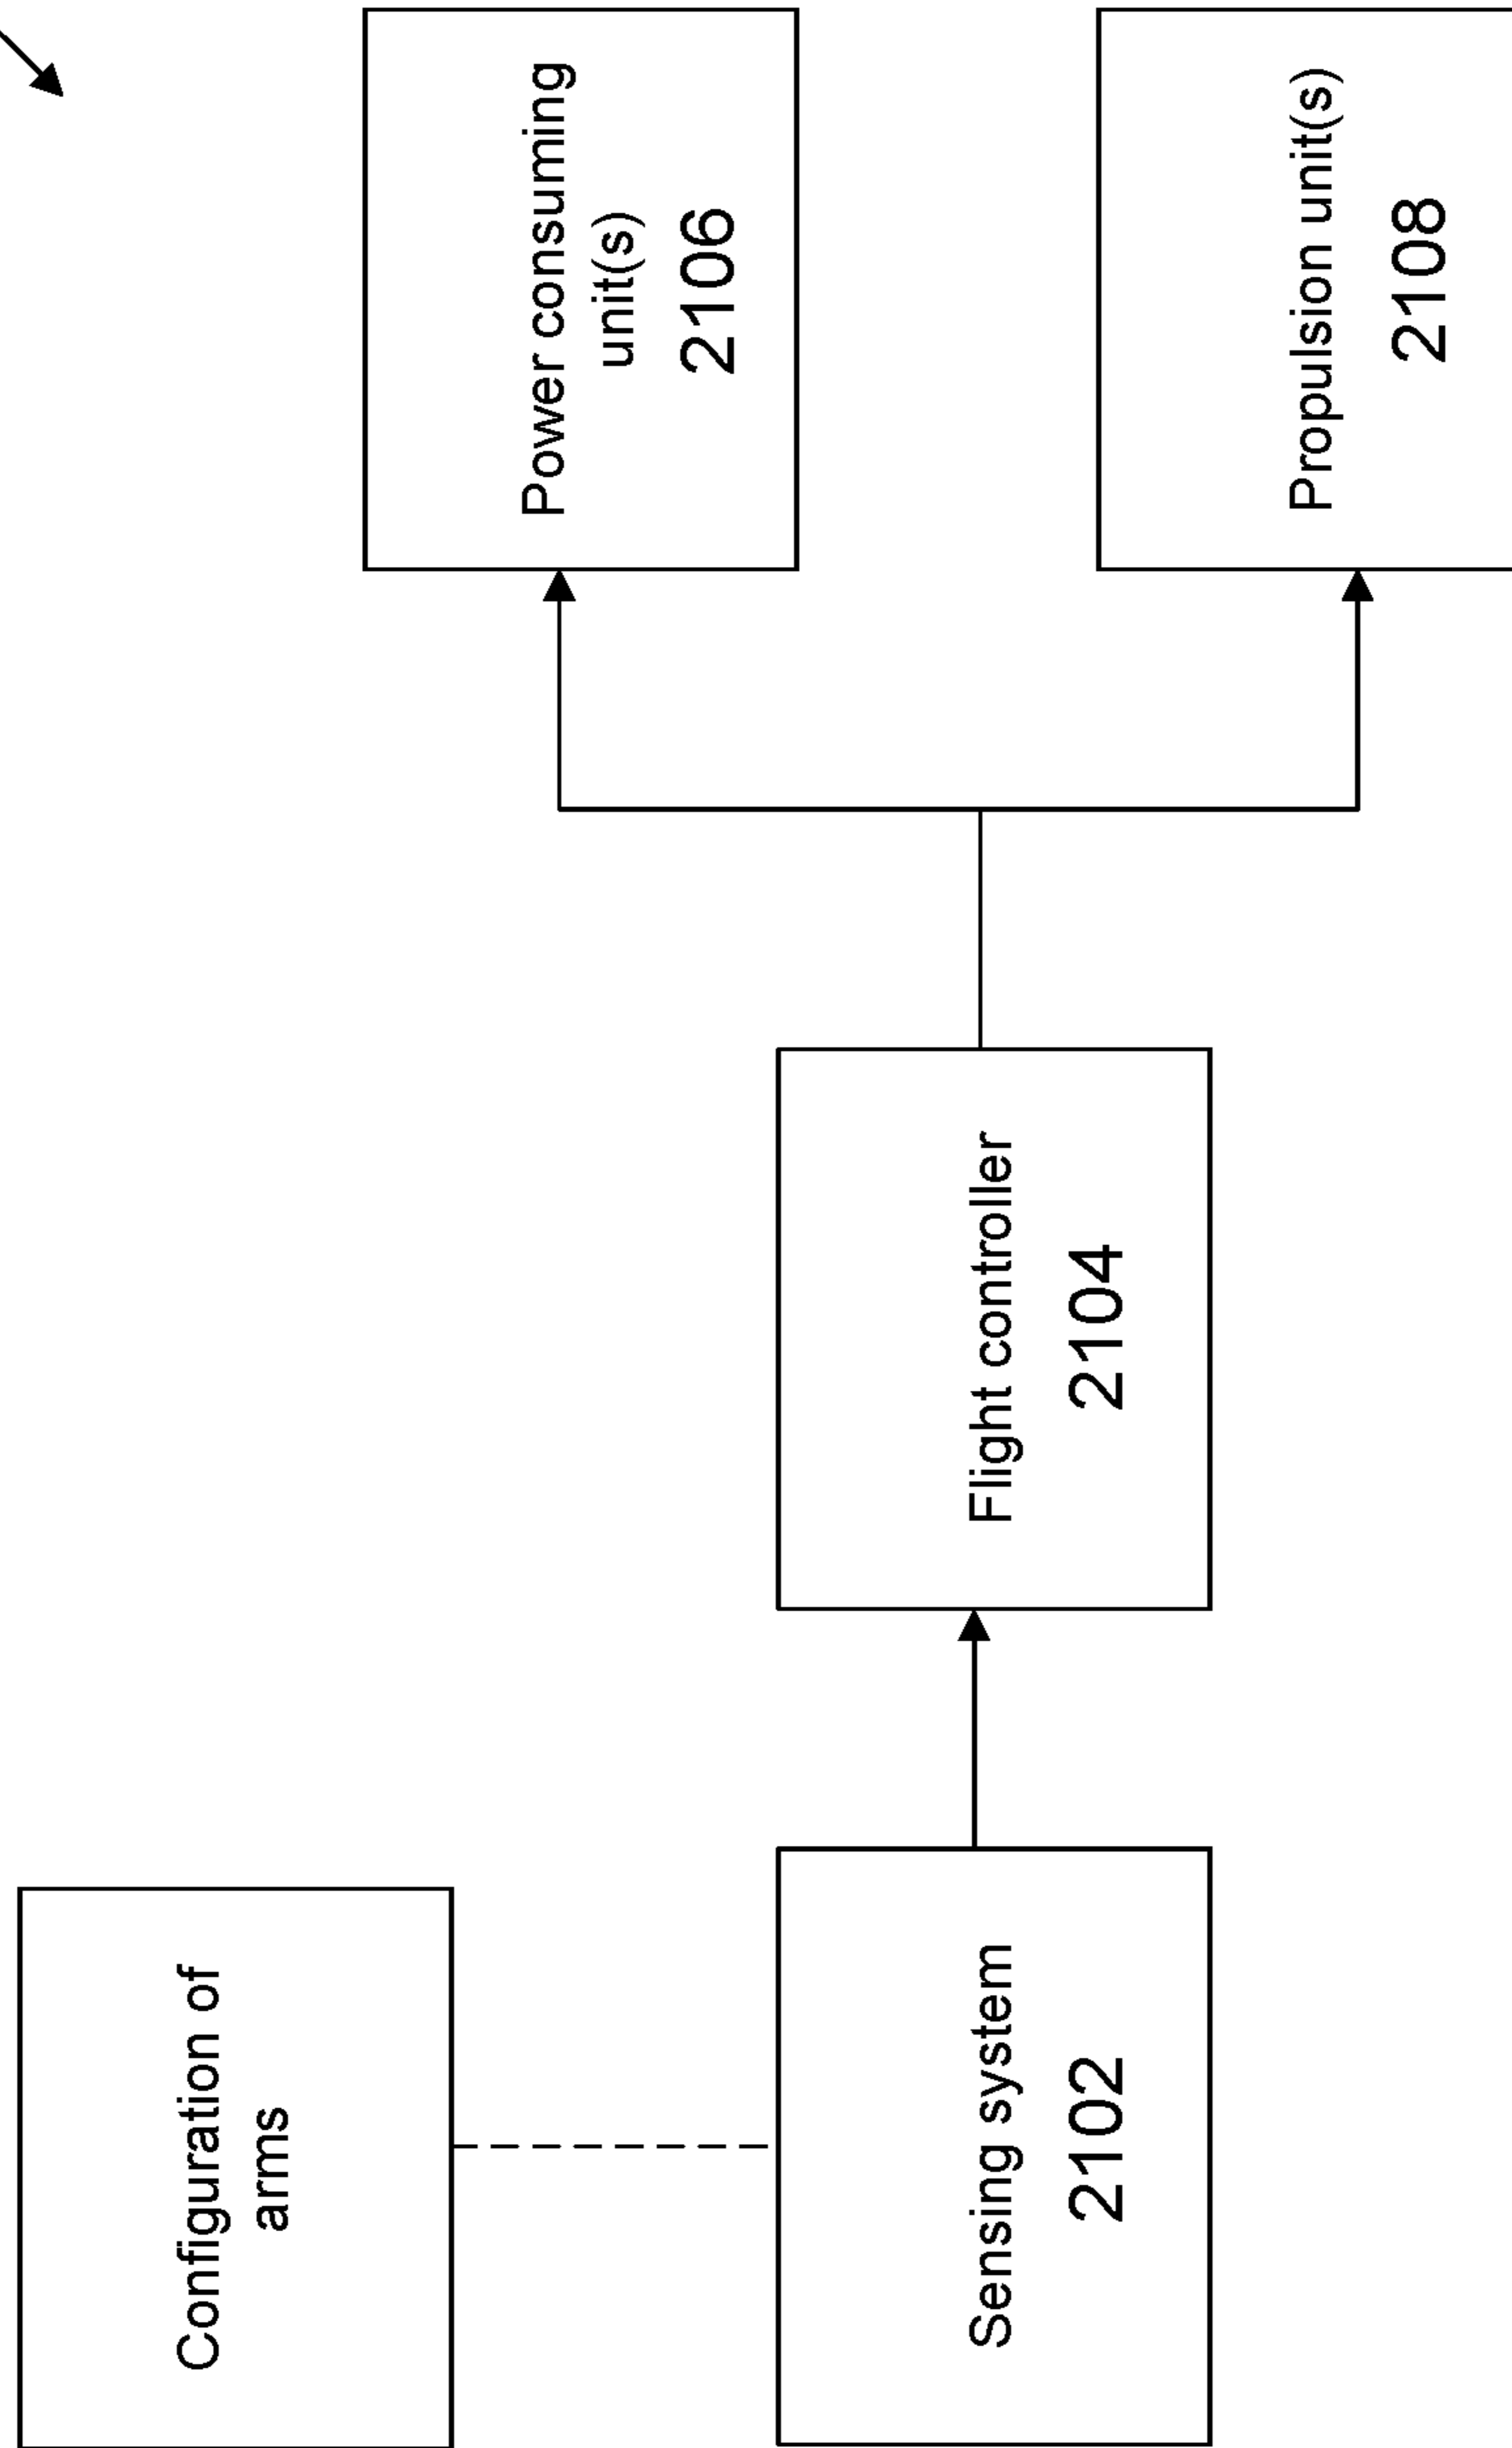 Configuration of
arms
Sensing system
2102
Flight controller
2104
Power consuming
unit(s)
2106
Propulsion unit(s)
2108